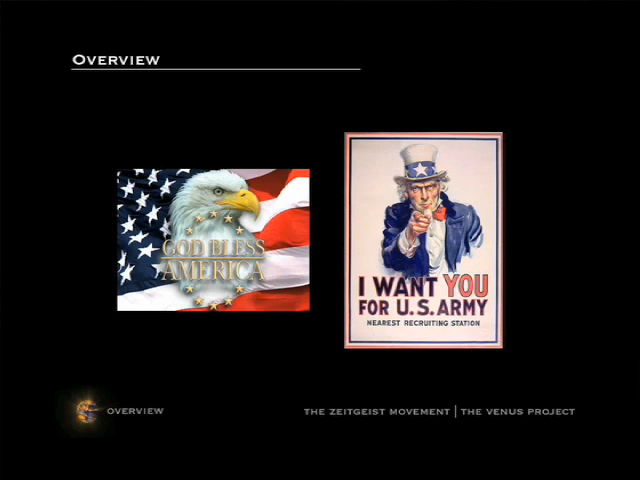 OVERVIEW
GOD BLESS
AMERICA
I WANT YOU
FOR U.S. ARMY
NEAREST RECRUITING STATION
OVERVIEW
THE ZEITGEIST MOVEMENT | THE VENUS PROJECT